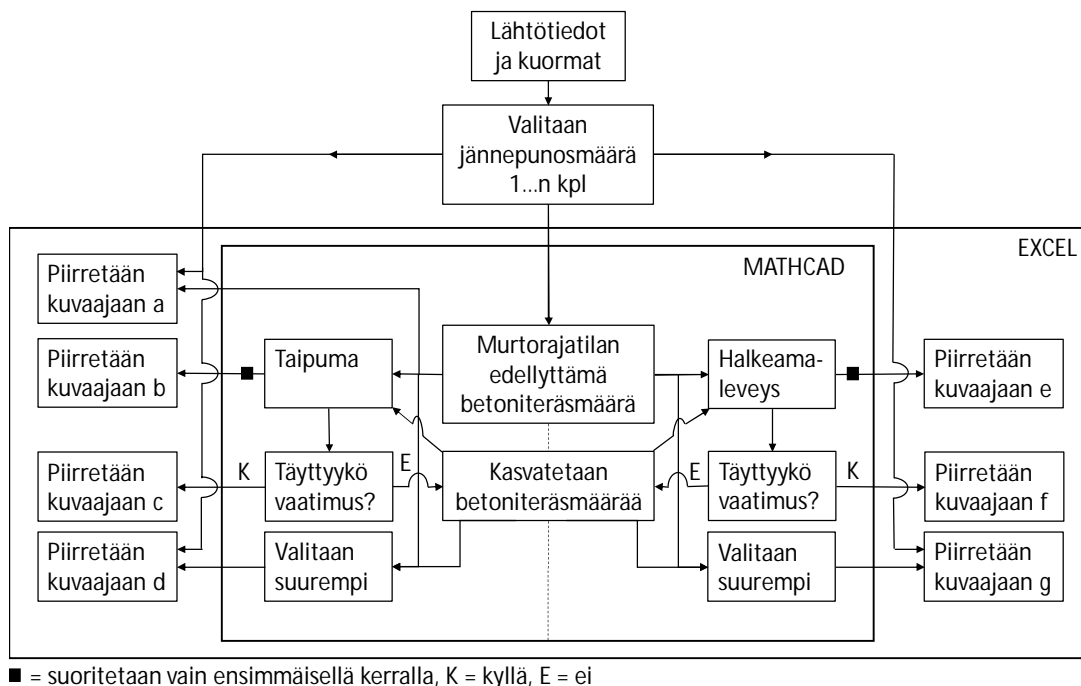 Lähtötiedot
ja kuormat
Valitaan
jännepunosmäärä
1...n kpl
EXCEL
MATHCAD
Piirretään
kuvaajaan a
Piirretään
kuvaajaan b
Taipuma
Murtorajatilan
edellyttämä
betoniteräsmäärä
Halkeama-
leveys
Piirretään
kuvaajaan e
Piirretään
kuvaajaan c
K
Täyttyykö
vaatimus?
E
Kasvatetaan
betoniteräsmäärää
E
Täyttyykö
vaatimus?
K
Piirretään
kuvaajaan f
Piirretään
kuvaajaan d
Valitaan
suurempi
Valitaan
suurempi
Piirretään
kuvaajaan g
■ = suoritetaan vain ensimmäisellä kerralla, K = kyllä, E = ei